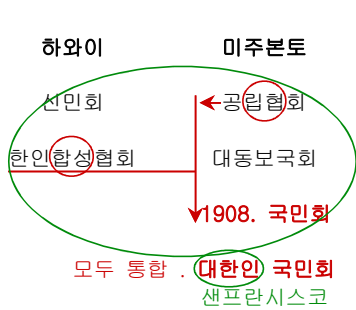 하와이 미주본토
신민회 공립협회
한인합성협회 대동보국회
1908. 국민회
모두 통합 . 대한인 국민회
샌프란시스코